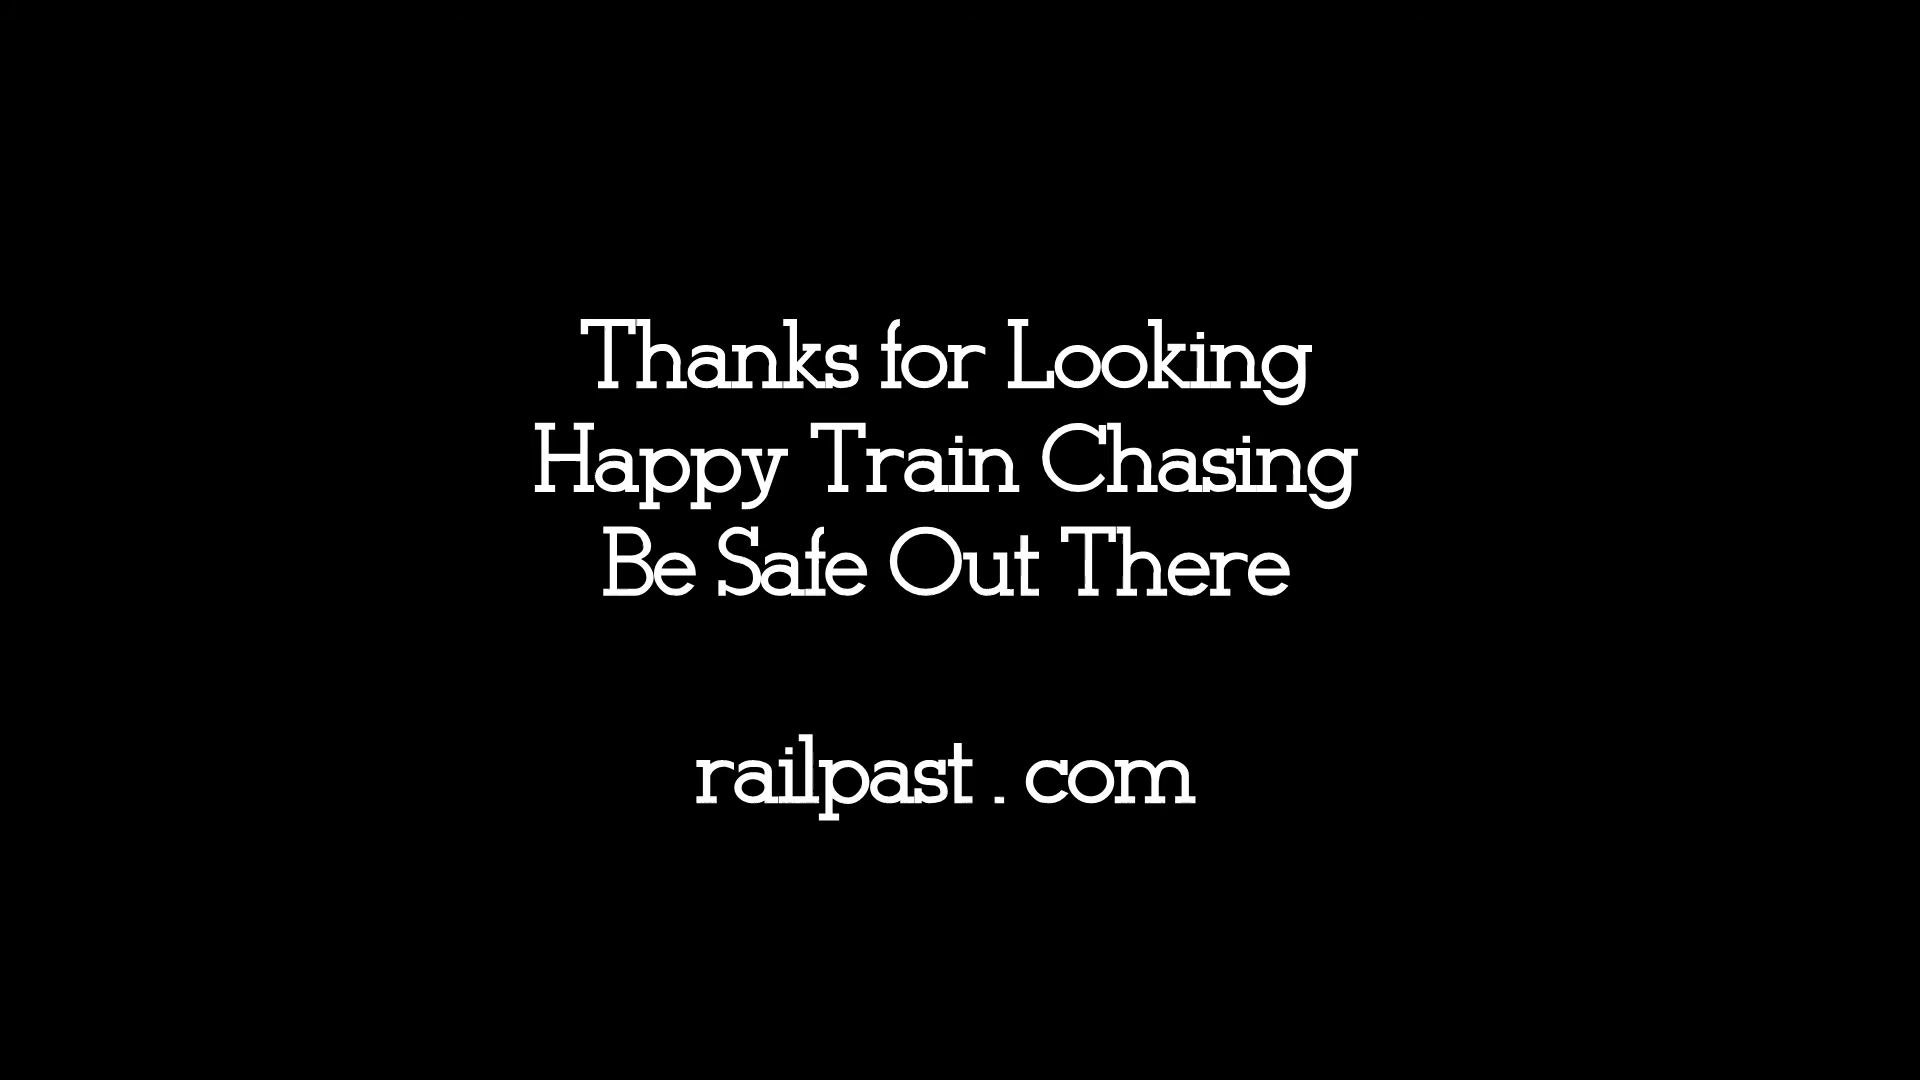 Thanks for Looking
Happy Train Chasing
Be Safe Out There
railpast . com